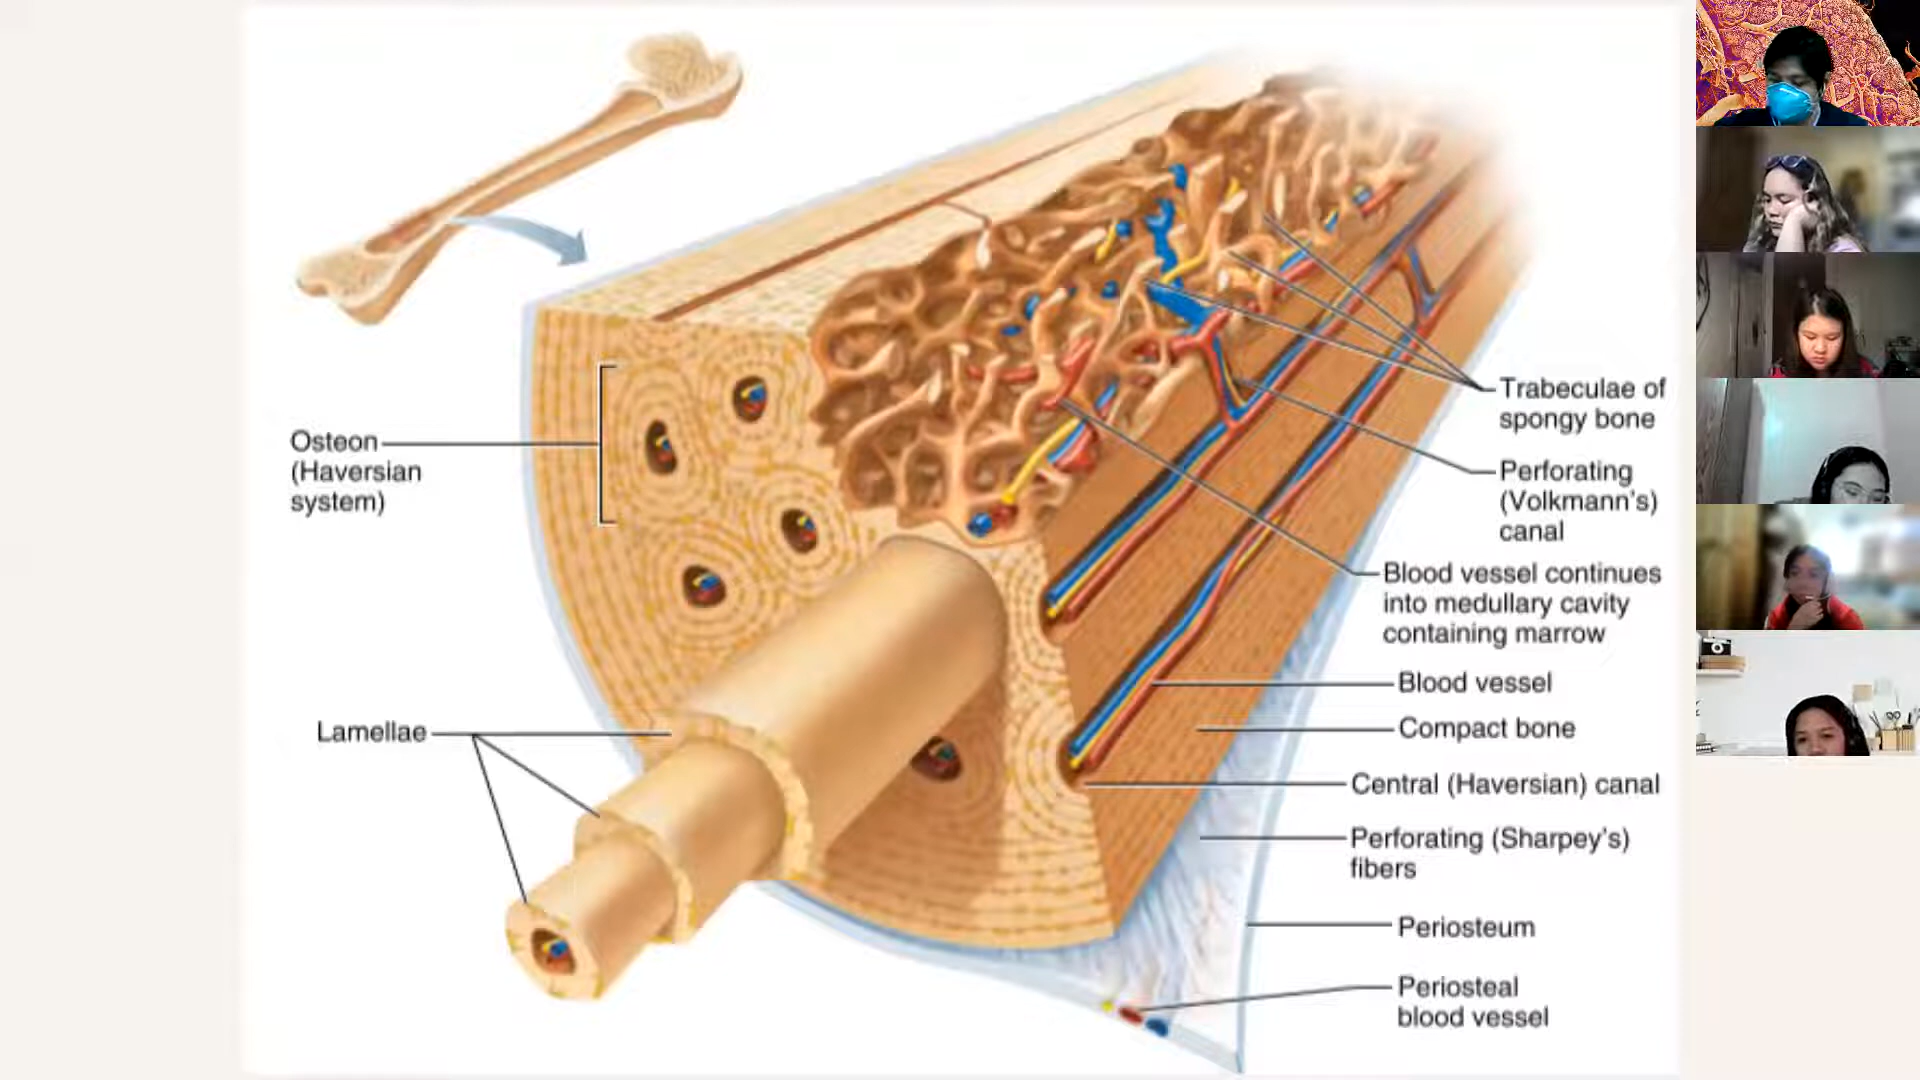 Osteon
(Haversian
system)
Lamellae
Trabeculae of
spongy bone
Perforating
(Volkmann's)
canal
Blood vessel continues
into medullary cavity
containing marrow
Blood vessel
Compact bone
Central (Haversian) canal
Perforating (Sharpey's)
fibers
Periosteum
Periosteal
blood vessel